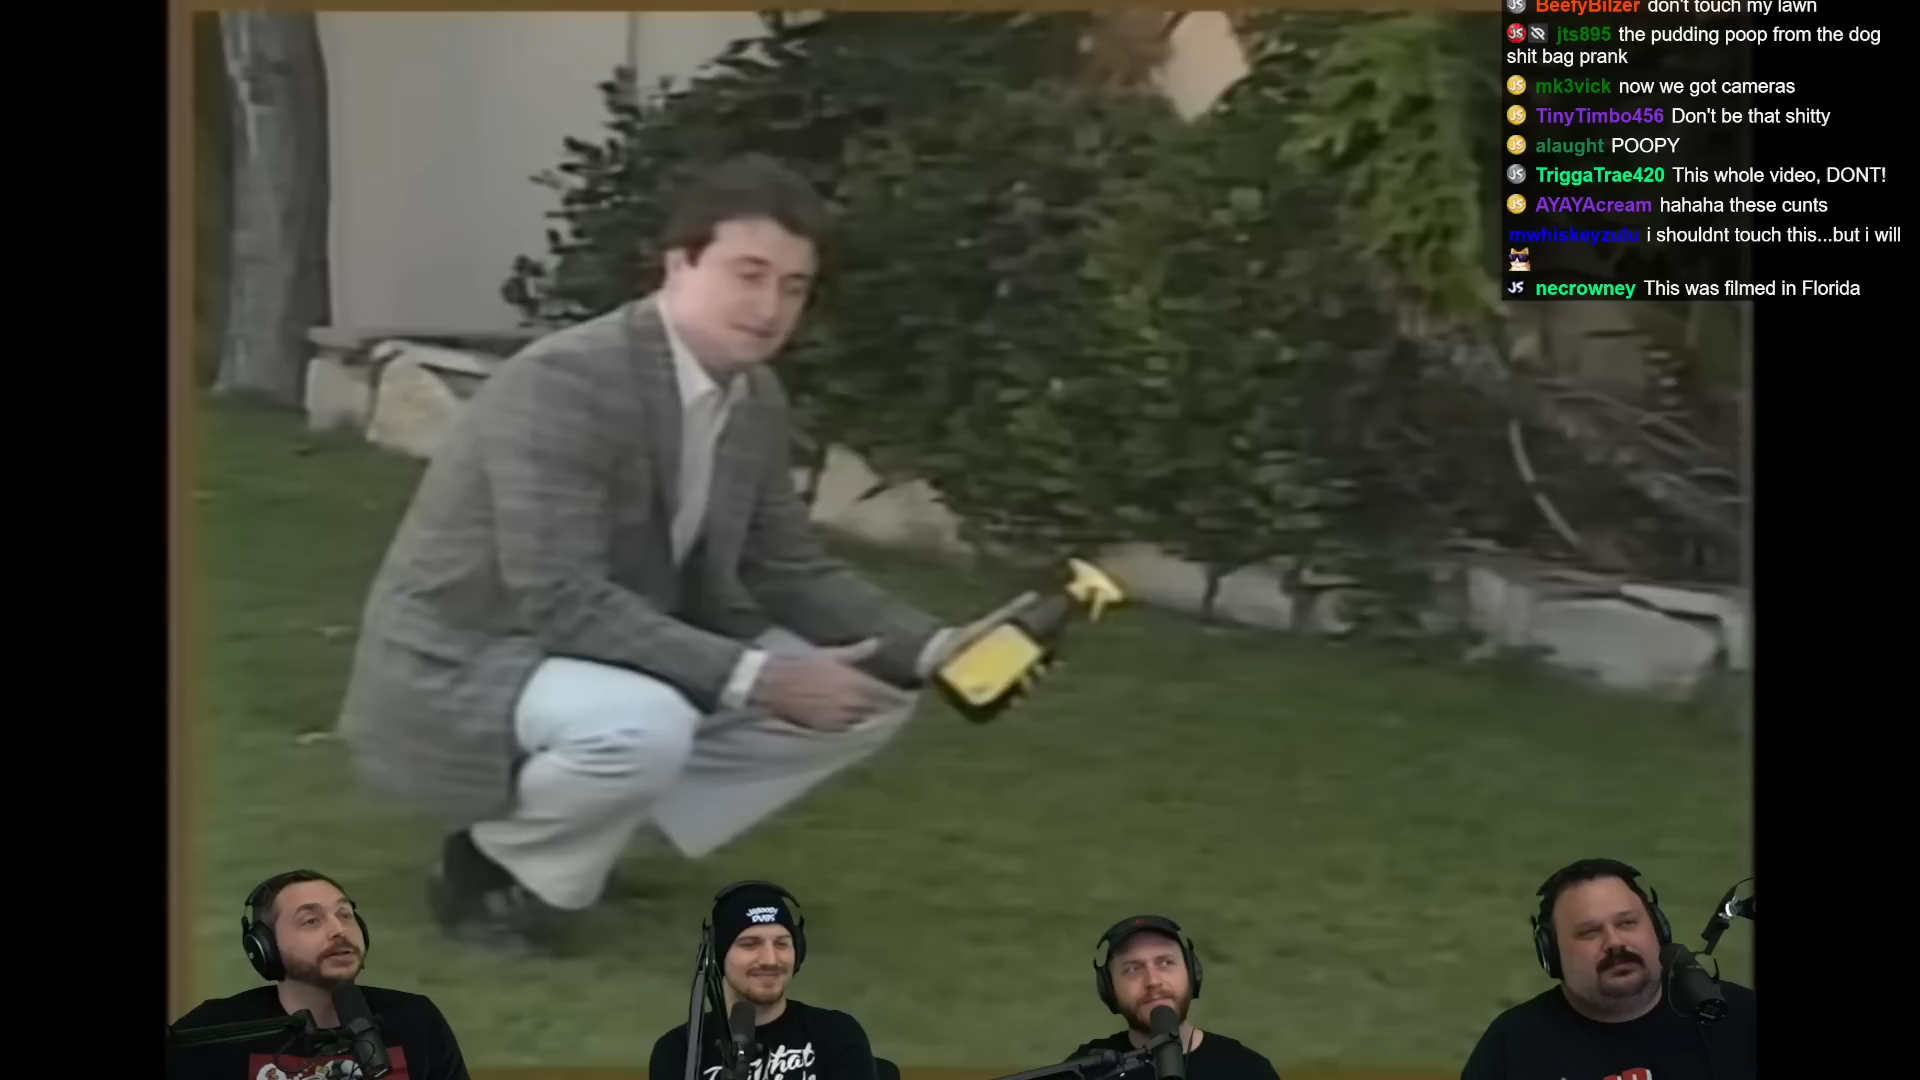 BeefyBilzer don't touch my lawn
jts895 the pudding poop from the dog
shit bag prank
mk3vick now we got cameras
TinyTimbo456 Don't be that shitty
alaught POOPY
TriggaTrae420 This whole video, DONT!
AYAYAcream hahaha these cunts
mwhiskeyzulu i shouldnt touch this...but i will
necrowney This was filmed in Florida
What